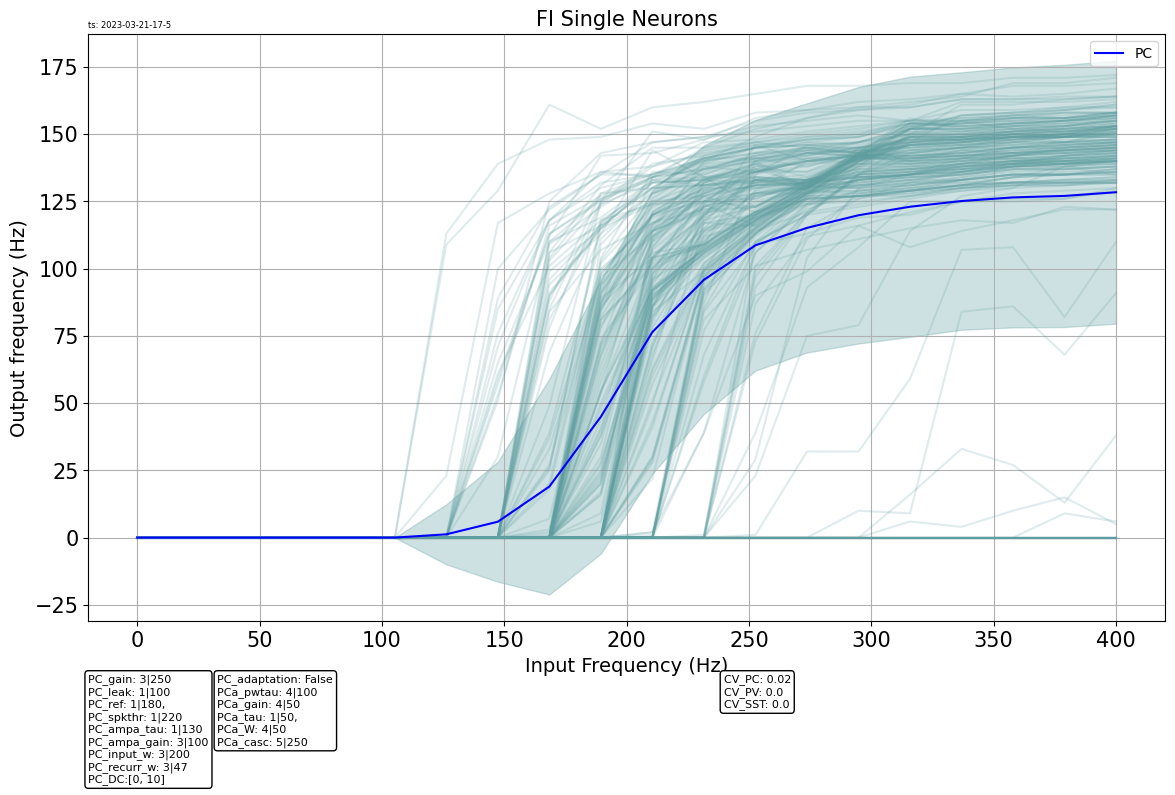 FI Single Neurons
ts: 2023-03-21-17-5
PC
175
150
125
100
75
50
25
0
−25
Output frequency (Hz)
0 50 100 150 200 250 300 350 400
Input Frequency (Hz)
PC_gain: 3|250
PC_leak: 1|100
PC_ref: 1|180,
PC_spkthr: 1|220
PC_ampa_tau: 1|130
PC_ampa_gain: 3|100
PC_input_w: 3|200
PC_recurr_w: 3|47
PC_DC:[0, 10]
PC_adaptation: False
PCa_pwtau: 4|100
PCa_gain: 4|50
PCa_tau: 1|50,
PCa_W: 4|50
PCa_casc: 5|250
CV_PC: 0.02
CV_PV: 0.0
CV_SST: 0.0